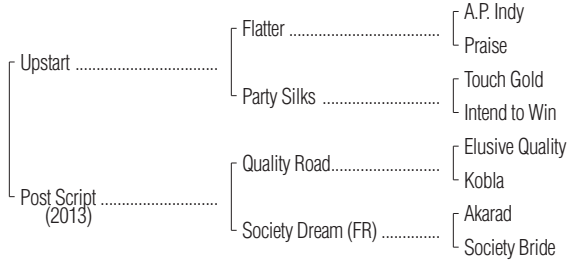 A.P. Indy
Flatter ................................
Praise
Upstart ................................
Touch Gold
Party Silks .........................
Intend to Win
Elusive Quality
Quality Road.......................
Kobla
Post Script .........................
(2013)
Akarad
Society Dream (FR) ............
Society Bride